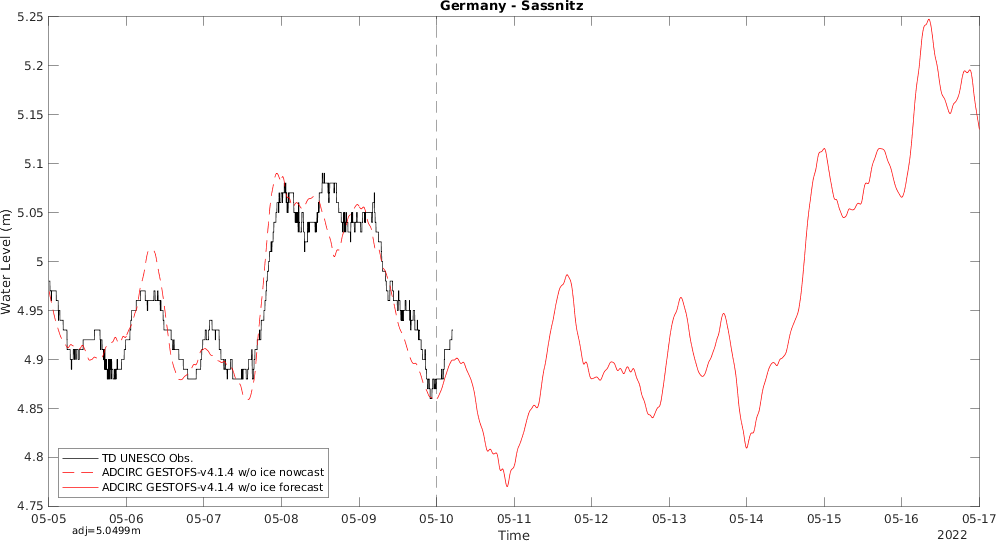 Germany - Sassnitz
Water Level (m)
5.25
5.2
5.15
5.1
5.05
5
4.95
4.9
4.85
4.8
4.75
TD UNESCO Obs.
ADCIRC GESTOFS-v4.1.4 w/o ice nowcast
ADCIRC GESTOFS-v4.1.4 w/o ice forecast
05-05 05-06 05-07 05-08 05-09 05-10 05-11 05-12 05-13 05-14 05-15 05-16 05-17
adj=5.0499m
Time
2022